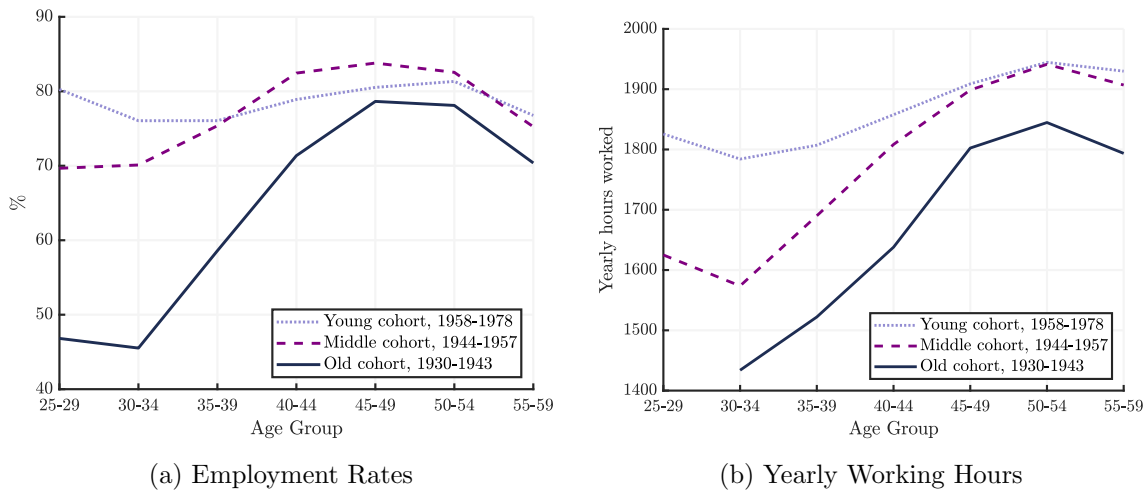 90
80
70
60
50
40
%
25-29 30-34 35-39 40-44 45-49 50-54 55-59
Age Group
Young cohort, 1958-1978
Middle cohort, 1944-1957
Old cohort, 1930-1943
(a) Employment Rates
2000
1900
1800
1700
1600
1500
1400
Yearly hours worked
25-29 30-34 35-39 40-44 45-49 50-54 55-59
Age Group
Young cohort, 1958-1978
Middle cohort, 1944-1957
Old cohort, 1930-1943
(b) Yearly Working Hours